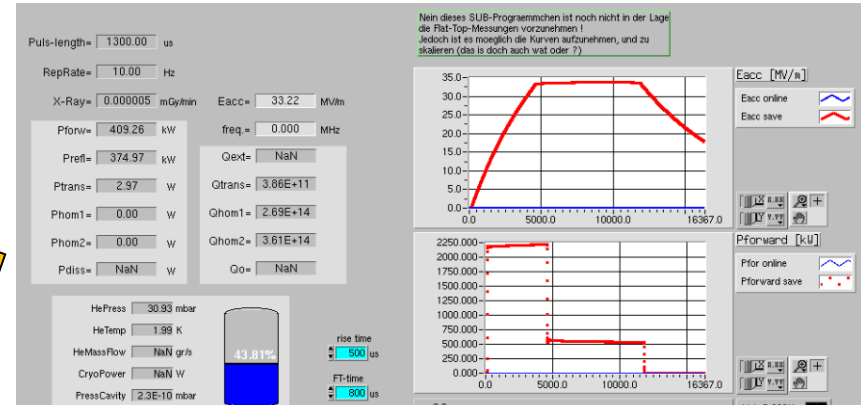 Nein dieses SUB-Programmchen ist noch nicht in der Lage
die Flat-Top-Messungen vorzunehmen !
Jedoch ist es moeglich die Kurven aufzunehmen, und zu
skalieren (das is doch auch wat oder ?)
Puls-length= 1300.00 us
RepRate= 10.00 Hz
X-Ray= 0.000005 mGy/min
Eacc= 33.22 MV/m
Pforw= 409.26 kW
freq.= 0.000 MHz
Prefl= 374.97 kW
Qext= NaN
Ptrans= 2.97 W
Qtrans= 3.86E+11
Phom1= 0.00 W
Qhom1= 2.69E+14
Phom2= 0.00 W
Qhom2= 3.61E+14
Pdiss= NaN W
Qo= NaN
HePress 30.93 mbar
HeTemp 1.99 K
HeMassFlow NaN gr/s
CryoPower NaN W
PressCavity 2.3E-10 mbar
43.81%
rise time
500 us
FT-time
800 us
Eacc [MV/m]
Eacc online
Eacc save
35.0
30.0
25.0
20.0
15.0
10.0
5.0
0.0
0.0 5000.0 10000.0 16367.0
X.XX
Y.YY
Pforward [kW]
Pfor online
Pforward save
2250.000
2000.000
1750.000
1500.000
1250.000
1000.000
750.000
500.000
250.000
0.000
0.0 5000.0 10000.0 16367.0
X.XX
Y.YY